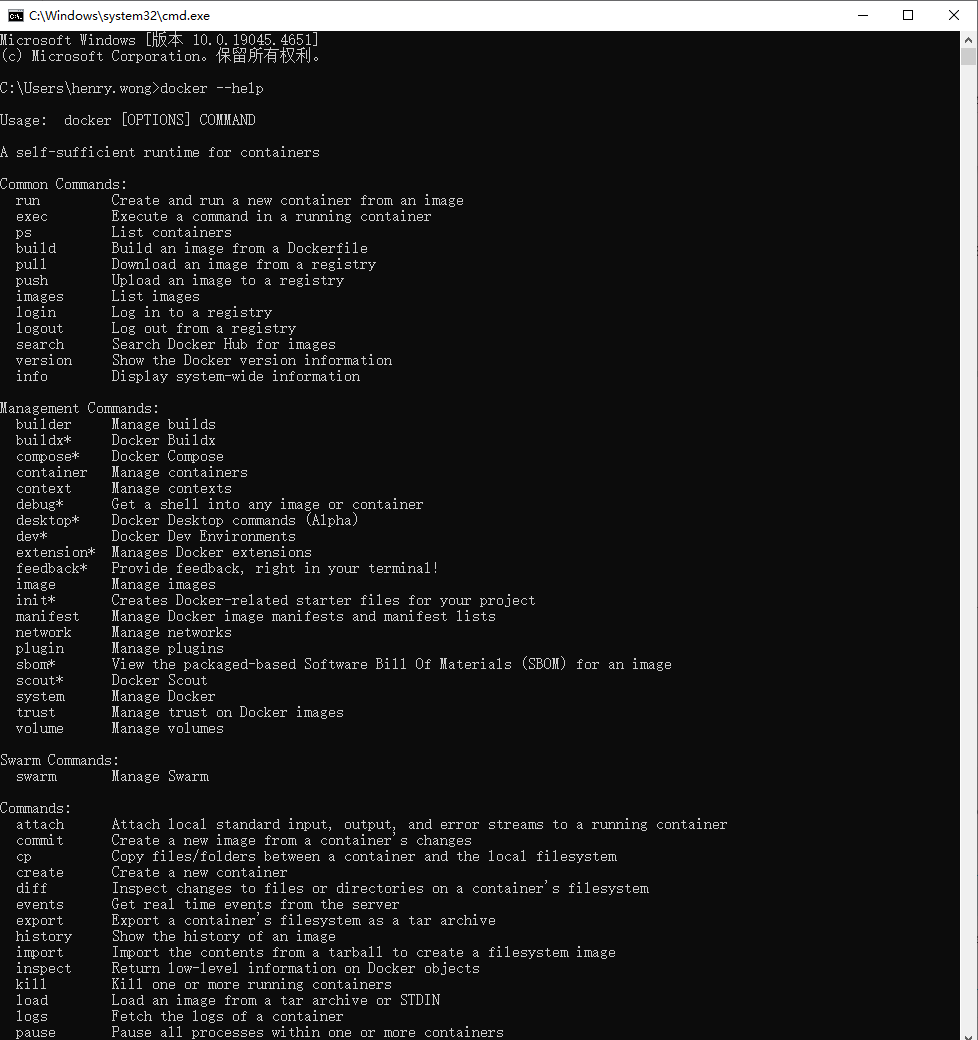 C:\Windows\system32\cmd.exe
Microsoft Windows [版本 10.0.19045.4651]
(c) Microsoft Corporation。保留所有权利。
C:\Users\henry.wong>docker --help
Usage:  docker [OPTIONS] COMMAND
A self-sufficient runtime for containers
Common Commands:
  run         Create and run a new container from an image
  exec        Execute a command in a running container
  ps          List containers
  build       Build an image from a Dockerfile
  pull        Download an image from a registry
  push        Upload an image to a registry
  images      List images
  login       Log in to a registry
  logout      Log out from a registry
  search      Search Docker Hub for images
  version     Show the Docker version information
  info        Display system-wide information
Management Commands:
  builder     Manage builds
  buildx*     Docker Buildx
  compose*    Docker Compose
  container   Manage containers
  context     Manage contexts
  debug*      Get a shell into any image or container
  desktop*    Docker Desktop commands (Alpha)
  dev*        Docker Dev Environments
  extension*  Manages Docker extensions
  feedback*   Provide feedback, right in your terminal!
  image       Manage images
  init*       Creates Docker-related starter files for your project
  manifest    Manage Docker image manifests and manifest lists
  network     Manage networks
  plugin      Manage plugins
  sbom*       View the packaged-based Software Bill Of Materials (SBOM) for an image
  scout*      Docker Scout
  system      Manage Docker
  trust       Manage trust on Docker images
  volume      Manage volumes
Swarm Commands:
  swarm       Manage Swarm
Commands:
  attach      Attach local standard input, output, and error streams to a running container
  commit      Create a new image from a container's changes
  cp          Copy files/folders between a container and the local filesystem
  create      Create a new container
  diff        Inspect changes to files or directories on a container's filesystem
  events      Get real time events from the server
  export      Export a container's filesystem as a tar archive
  history     Show the history of an image
  import      Import the contents from a tarball to create a filesystem image
  inspect     Return low-level information on Docker objects
  kill        Kill one or more running containers
  load        Load an image from a tar archive or STDIN
  logs        Fetch the logs of a container
  pause       Pause all processes within one or more containers